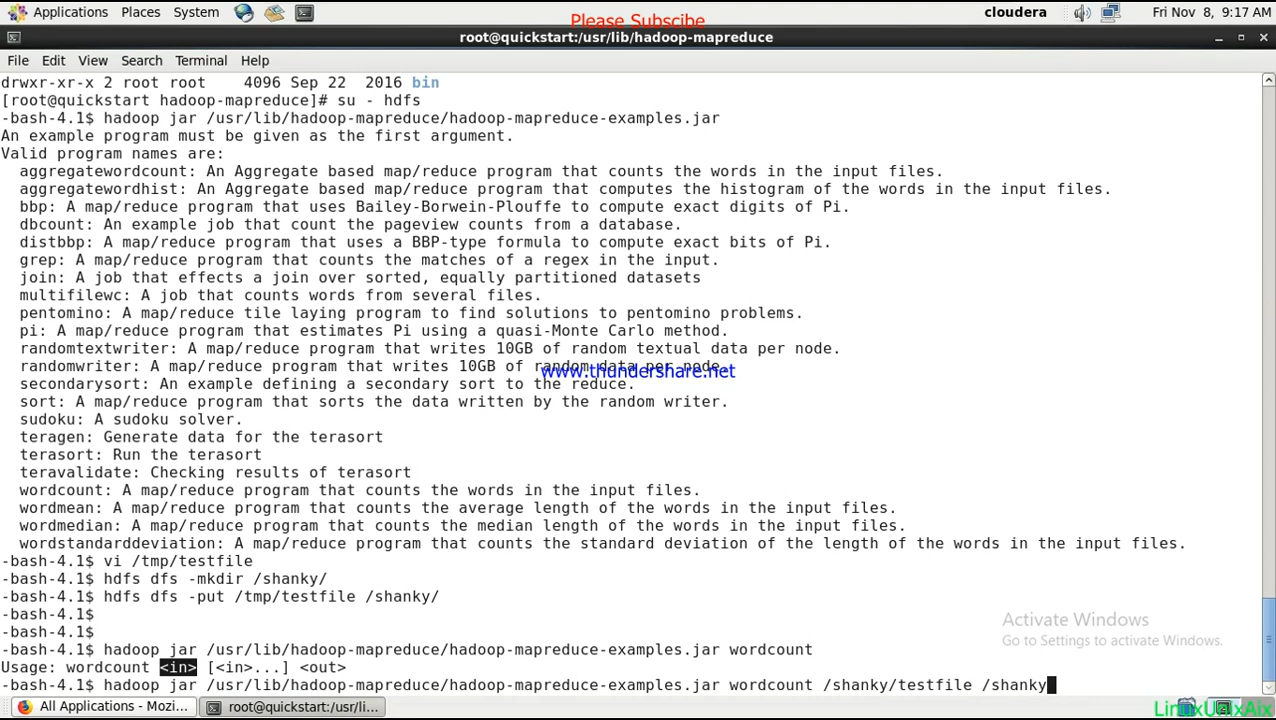 Applications Places System cloudera Fri Nov 8, 9:17 AM
Please Subscibe
root@quickstart:/usr/lib/hadoop-mapreduce
File Edit View Search Terminal Help
drwxr-xr-x 2 root root    4096 Sep 22  2016 bin
[root@quickstart hadoop-mapreduce]# su - hdfs
-bash-4.1$ hadoop jar /usr/lib/hadoop-mapreduce/hadoop-mapreduce-examples.jar
An example program must be given as the first argument.
Valid program names are:
  aggregatewordcount: An Aggregate based map/reduce program that counts the words in the input files.
  aggregatewordhist: An Aggregate based map/reduce program that computes the histogram of the words in the input files.
  bbp: A map/reduce program that uses Bailey-Borwein-Plouffe to compute exact digits of Pi.
  dbcount: An example job that count the pageview counts from a database.
  distbbp: A map/reduce program that uses a BBP-type formula to compute exact bits of Pi.
  grep: A map/reduce program that counts the matches of a regex in the input.
  join: A job that effects a join over sorted, equally partitioned datasets
  multifilewc: A job that counts words from several files.
  pentomino: A map/reduce tile laying program to find solutions to pentomino problems.
  pi: A map/reduce program that estimates Pi using a quasi-Monte Carlo method.
  randomtextwriter: A map/reduce program that writes 10GB of random textual data per node.
  randomwriter: A map/reduce program that writes 10GB of random data per node.
www.thundershare.net
  secondarysort: An example defining a secondary sort to the reduce.
  sort: A map/reduce program that sorts the data written by the random writer.
  sudoku: A sudoku solver.
  teragen: Generate data for the terasort
  terasort: Run the terasort
  teravalidate: Checking results of terasort
  wordcount: A map/reduce program that counts the words in the input files.
  wordmean: A map/reduce program that counts the average length of the words in the input files.
  wordmedian: A map/reduce program that counts the median length of the words in the input files.
  wordstandarddeviation: A map/reduce program that counts the standard deviation of the length of the words in the input files.
-bash-4.1$ vi /tmp/testfile
-bash-4.1$ hdfs dfs -mkdir /shanky/
-bash-4.1$ hdfs dfs -put /tmp/testfile /shanky/
-bash-4.1$
-bash-4.1$
-bash-4.1$ hadoop jar /usr/lib/hadoop-mapreduce/hadoop-mapreduce-examples.jar wordcount
Usage: wordcount <in> [<in>...] <out>
-bash-4.1$ hadoop jar /usr/lib/hadoop-mapreduce/hadoop-mapreduce-examples.jar wordcount /shanky/testfile /shanky
Activate Windows
Go to Settings to activate Windows.
All Applications - Mozi... root@quickstart:/usr/li...
LinuxUnixAix